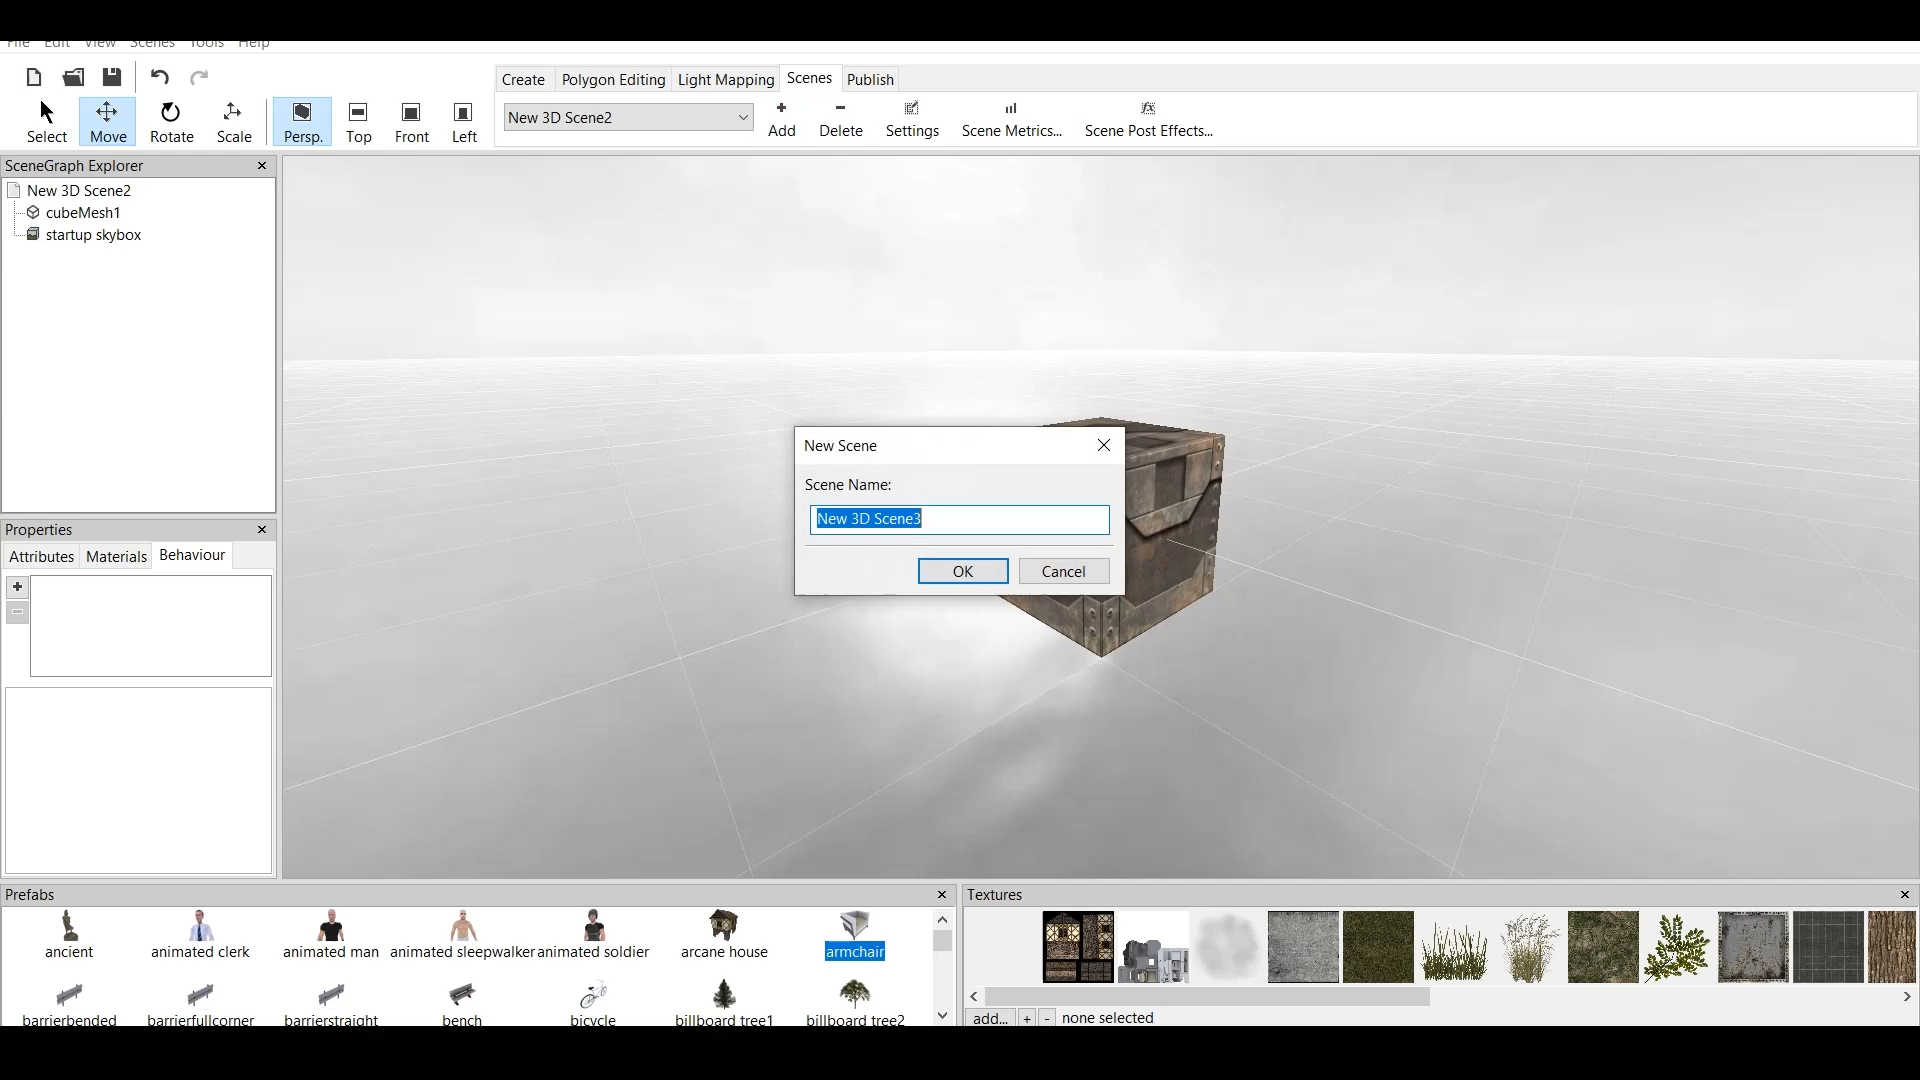 File Edit View Scenes Tools Help
Create Polygon Editing Light Mapping Scenes Publish
New 3D Scene2
Select Move Rotate Scale Persp. Top Front Left
Add Delete Settings Scene Metrics... Scene Post Effects...
SceneGraph Explorer
New 3D Scene2
cubeMesh1
startup skybox
New Scene
Scene Name:
New 3D Scene3
OK Cancel
Properties
Attributes Materials Behaviour
Prefabs
ancient animated clerk animated man animated sleepwalker animated soldier arcane house armchair
barrierbended barrierfullcorner barrierstraight bench bicycle billboard tree1 billboard tree2
Textures
add... + - none selected